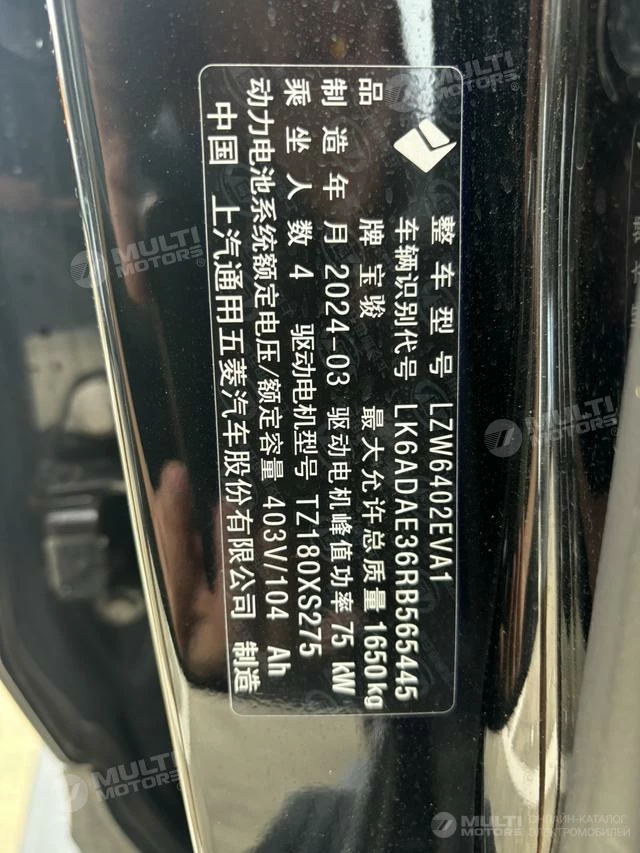 整车型号 LZW6402EVA1
车辆识别代号 LK6ADAE36RB565445
品牌 宝骏 最大允许总质量 1650kg
制造年月 2024-03 驱动电机峰值功率 75 kW
乘坐人数 4 驱动电机型号 TZ180XS275
动力电池系统额定电压/额定容量 403V/104 Ah
中国 上汽通用五菱汽车股份有限公司 制造
MULTI
MOTORS
MULTI
MOTORS
MULTI
MOTORS
MULTI
MOTORS
MULTI
MOTORS
ОНЛАЙН-КАТАЛОГ
ЭЛЕКТРОМОБИЛЕЙ